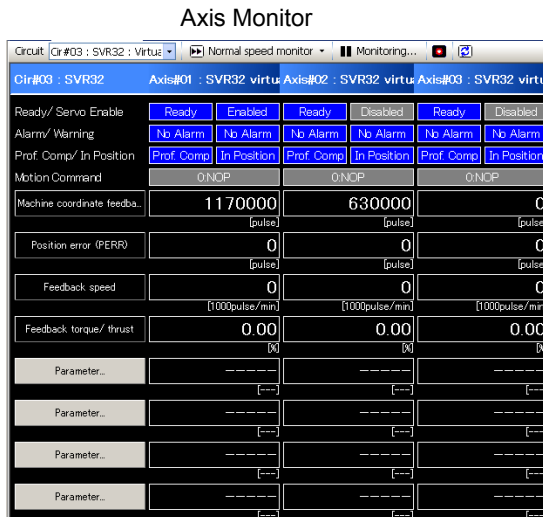 Axis Monitor
Circuit Cir#03 : SVR32 : Virtua Normal speed monitor Monitoring...
Cir#03 : SVR32 Axis#01 : SVR32 virtu Axis#02 : SVR32 virtu Axis#03 : SVR32 virtu
Ready/ Servo Enable Ready Enabled Ready Disabled Ready Disabled
Alarm/ Warning No Alarm No Alarm No Alarm No Alarm No Alarm No Alarm
Prof. Comp/ In Position Prof. Comp In Position Prof. Comp In Position Prof. Comp In Position
Motion Command 0:NOP 0:NOP 0:NOP
Machine coordinate feedba.. 1170000 630000 0
[pulse] [pulse] [pulse
Position error (PERR) 0 0 0
[pulse] [pulse] [pulse
Feedback speed 0 0 0
[1000pulse/min] [1000pulse/min] [1000pulse/min
Feedback torque/ thrust 0.00 0.00 0.00
[%] [%] [%
Parameter... ----- ----- -----
[---] [---] [---
Parameter... ----- ----- -----
[---] [---] [---
Parameter... ----- ----- -----
[---] [---] [---
Parameter... ----- ----- -----
[---] [---] [---